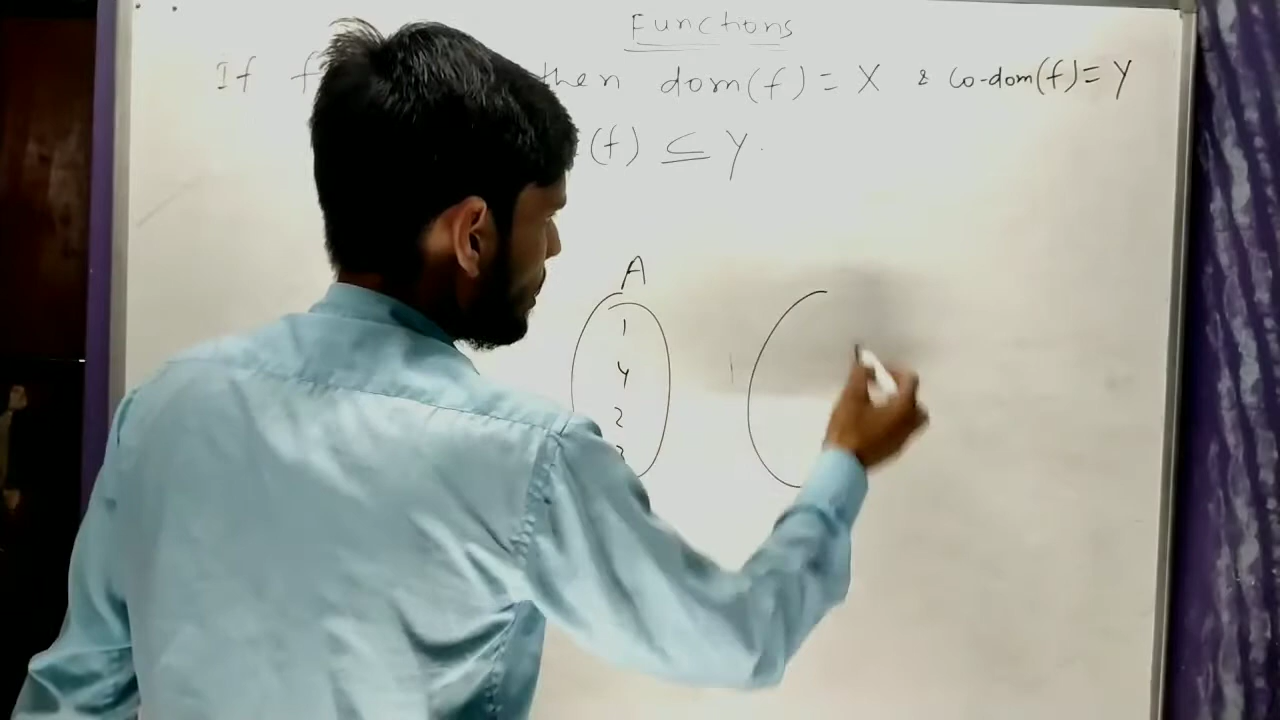 Functions
If f then dom(f) = X & co-dom(f) = Y
(f) ⊆ Y.
A
1
4
2